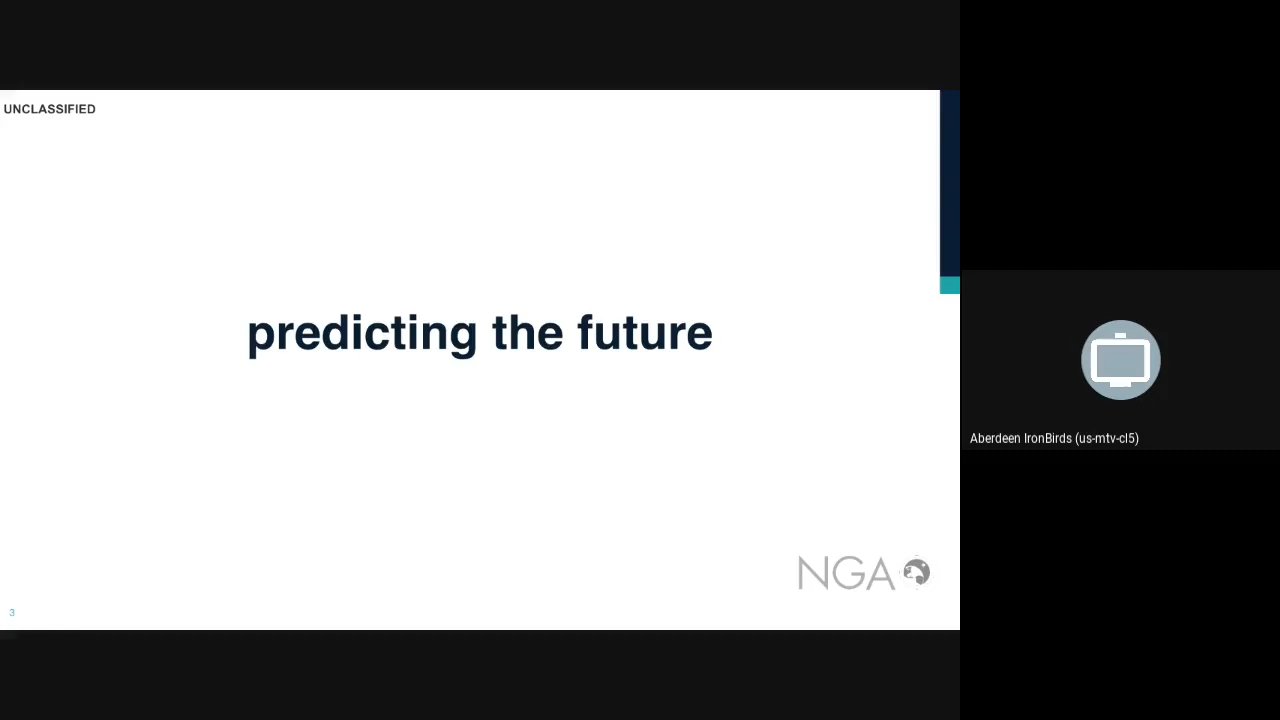 UNCLASSIFIED
predicting the future
NGA
3
Aberdeen IronBirds (us-mtv-cl5)